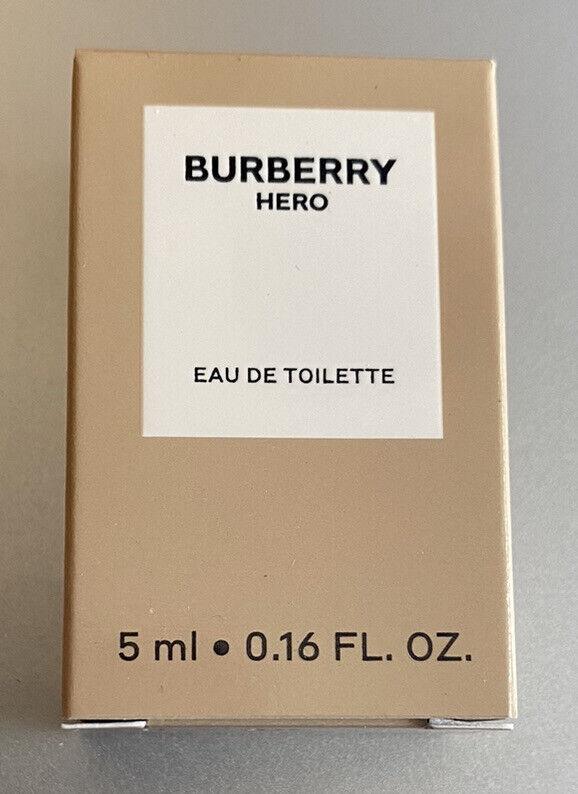 BURBERRY
HERO
EAU DE TOILETTE
5 ml • 0.16 FL. OZ.